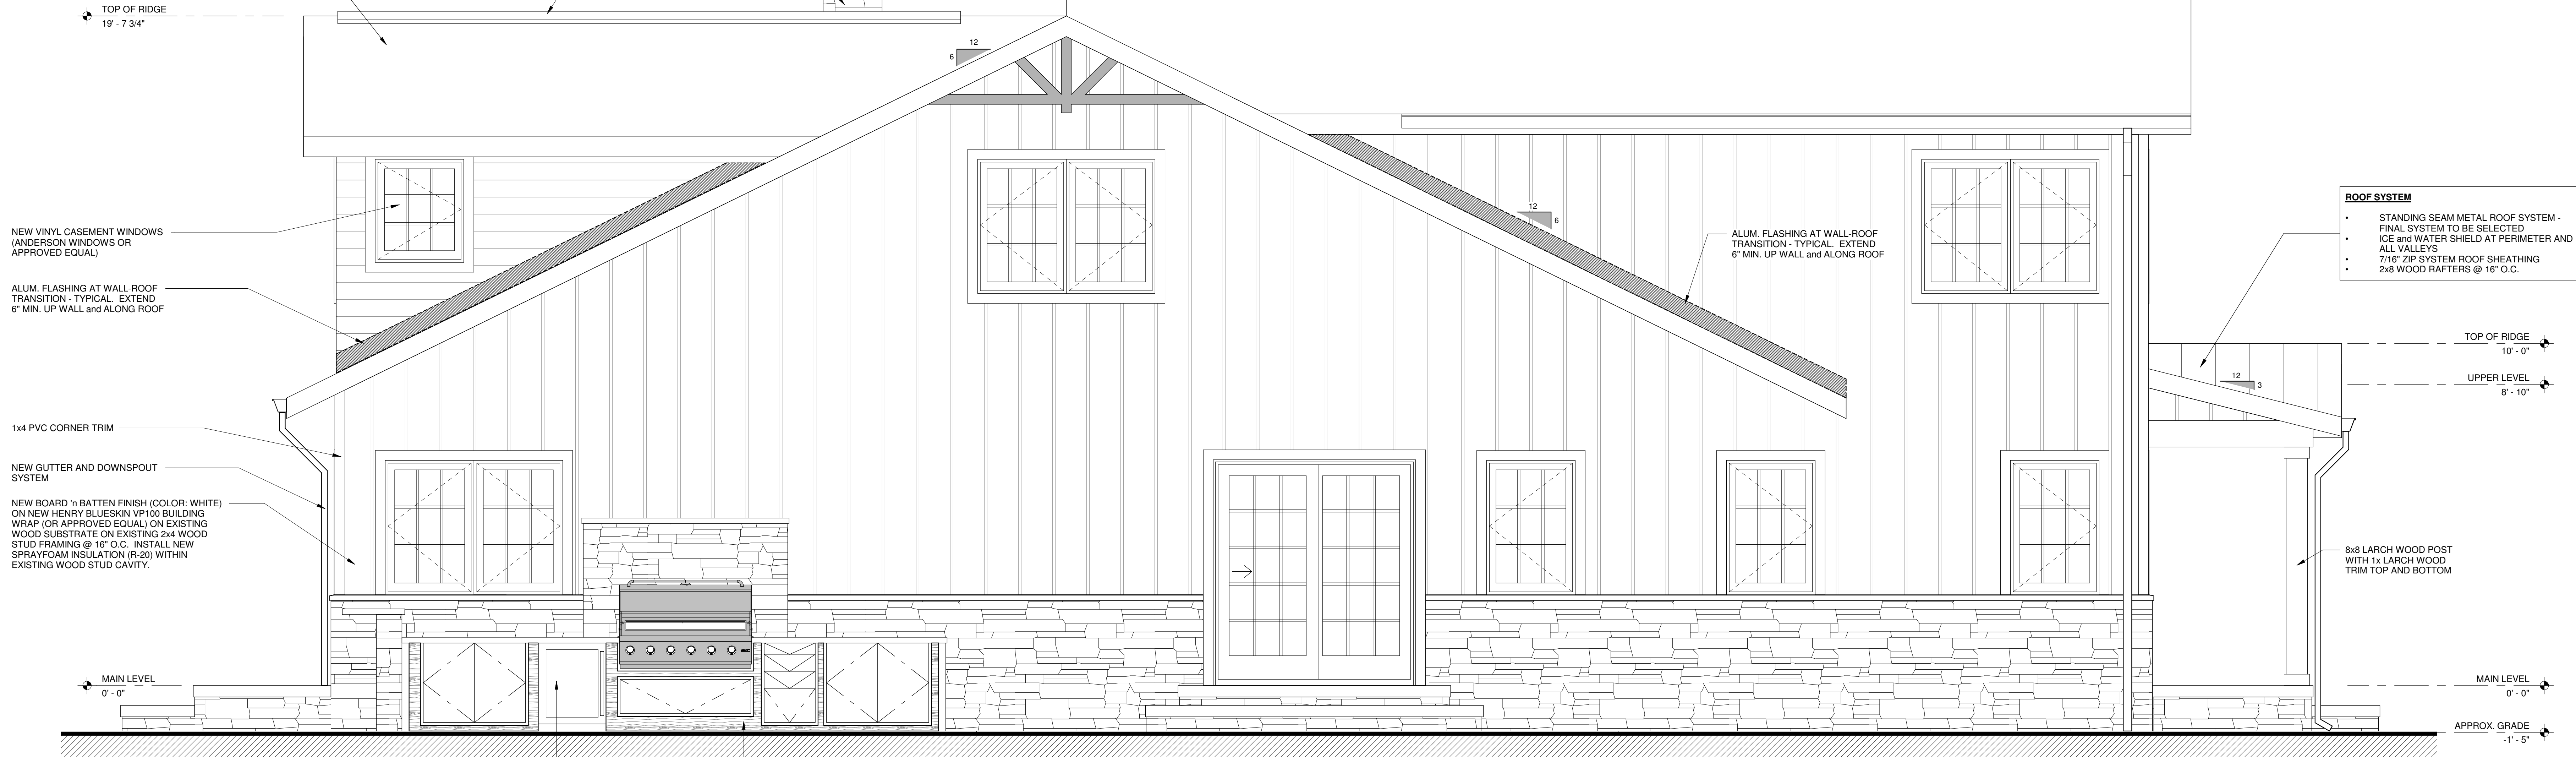 TOP OF RIDGE
19' - 7 3/4"
12
6
NEW VINYL CASEMENT WINDOWS
(ANDERSON WINDOWS OR
APPROVED EQUAL)
ALUM. FLASHING AT WALL-ROOF
TRANSITION - TYPICAL. EXTEND
6" MIN. UP WALL and ALONG ROOF
1x4 PVC CORNER TRIM
NEW GUTTER AND DOWNSPOUT
SYSTEM
NEW BOARD 'n BATTEN FINISH (COLOR: WHITE)
ON NEW HENRY BLUESKIN VP100 BUILDING
WRAP (OR APPROVED EQUAL) ON EXISTING
WOOD SUBSTRATE ON EXISTING 2x4 WOOD
STUD FRAMING @ 16" O.C. INSTALL NEW
SPRAYFOAM INSULATION (R-20) WITHIN
EXISTING WOOD STUD CAVITY.
MAIN LEVEL
0' - 0"
12
6
ALUM. FLASHING AT WALL-ROOF
TRANSITION - TYPICAL. EXTEND
6" MIN. UP WALL and ALONG ROOF
ROOF SYSTEM
• STANDING SEAM METAL ROOF SYSTEM -
FINAL SYSTEM TO BE SELECTED
• ICE and WATER SHIELD AT PERIMETER AND
ALL VALLEYS
• 7/16" ZIP SYSTEM ROOF SHEATHING
• 2x8 WOOD RAFTERS @ 16" O.C.
TOP OF RIDGE
10' - 0"
UPPER LEVEL
8' - 10"
12
3
8x8 LARCH WOOD POST
WITH 1x LARCH WOOD
TRIM TOP AND BOTTOM
MAIN LEVEL
0' - 0"
APPROX. GRADE
-1' - 5"